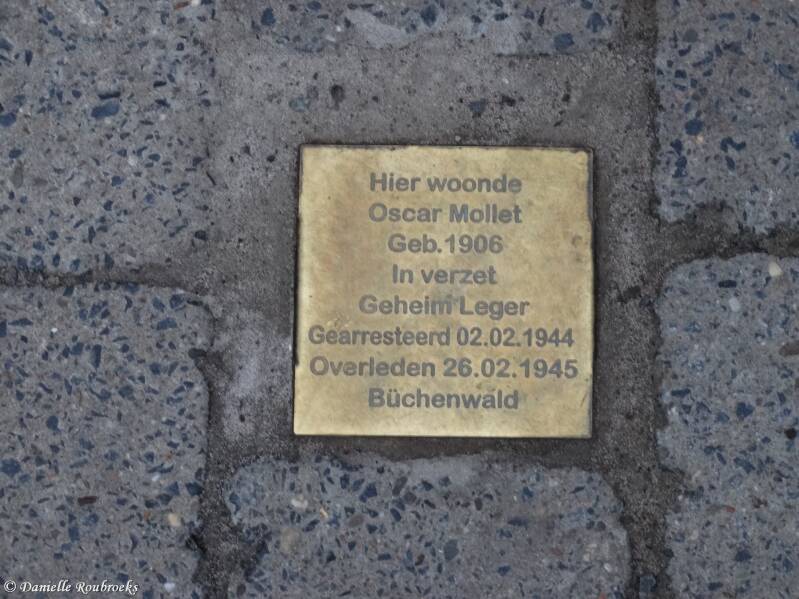 Hier woonde
Oscar Mollet
Geb.1906
In verzet
Geheim Leger
Gearresteerd 02.02.1944
Overleden 26.02.1945
Büchenwald
© Danielle Roubroeks